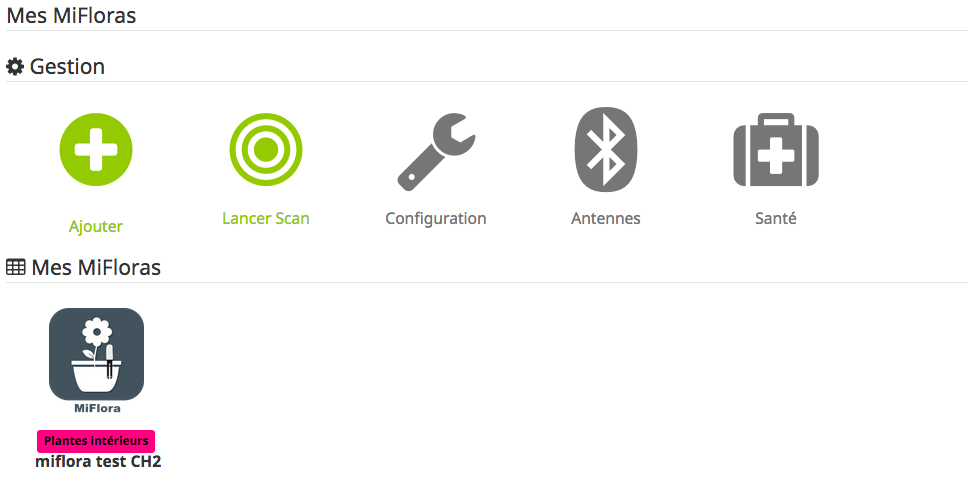 Mes MiFloras
Gestion
Ajouter
Lancer Scan
Configuration
Antennes
Santé
Mes MiFloras
MiFlora
Plantes intérieurs
miflora test CH2